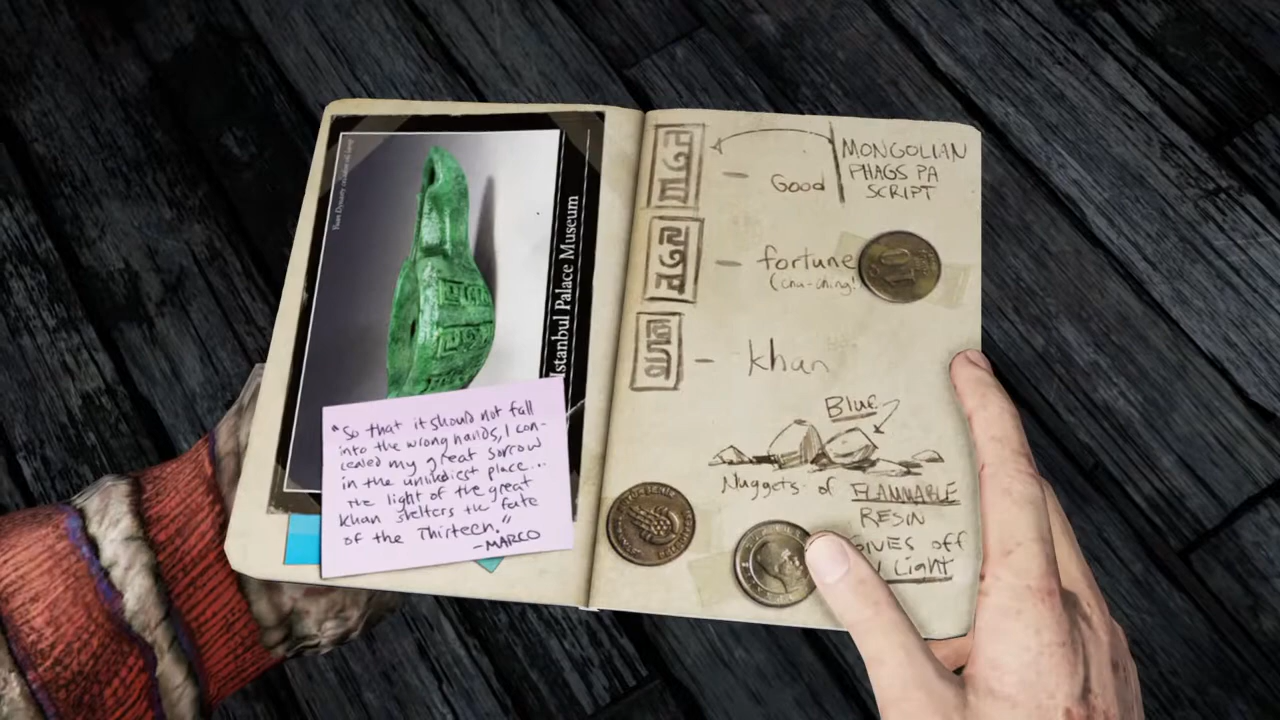 Istanbul Palace Museum
"So that it should not fall
into the wrong hands, I con-
cealed my great sorrow
in the unlikeliest place...
the light of the great
Khan shelters the fate
of the Thirteen."
-MARCO
MONGOLIAN
PHAGS PA
SCRIPT
- Good
- fortune
(cha-ching!
- khan
Blue
Nuggets of FLAMMABLE
RESIN
GIVES off
Light
10